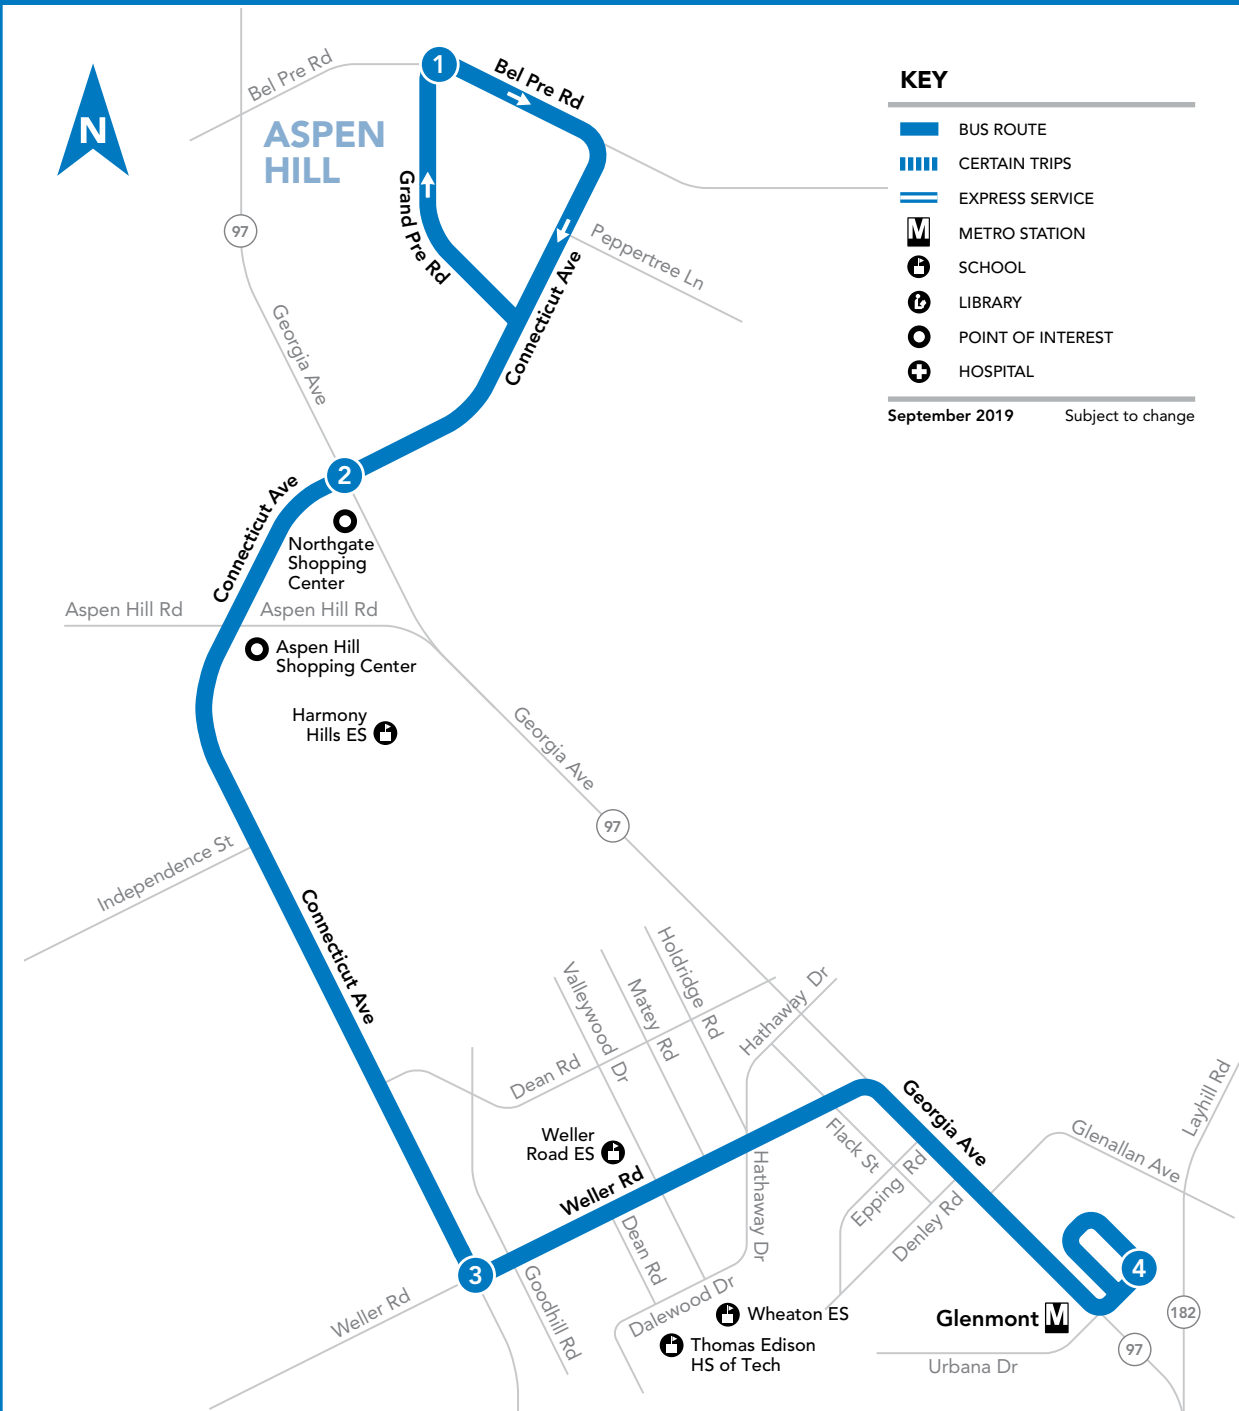 KEY
BUS ROUTE
CERTAIN TRIPS
EXPRESS SERVICE
METRO STATION
SCHOOL
LIBRARY
POINT OF INTEREST
HOSPITAL
September 2019 Subject to change
N
ASPEN
HILL
Bel Pre Rd
1
Bel Pre Rd
Grand Pre Rd
97
Peppertree Ln
Connecticut Ave
Georgia Ave
2
Connecticut Ave
Northgate
Shopping
Center
Aspen Hill Rd
Aspen Hill Rd
Aspen Hill
Shopping Center
Harmony
Hills ES
Georgia Ave
97
Independence St
Connecticut Ave
Valleywood Dr
Matey Rd
Holdridge Rd
Hathaway Dr
Dean Rd
Georgia Ave
Layhill Rd
Glenallan Ave
Weller
Road ES
Flack St
Epping Rd
Denley Rd
Weller Rd
Hathaway Dr
Dean Rd
3
4
Goodhill Rd
Weller Rd
Dalewood Dr
Wheaton ES
Thomas Edison
HS of Tech
Glenmont M
182
97
Urbana Dr